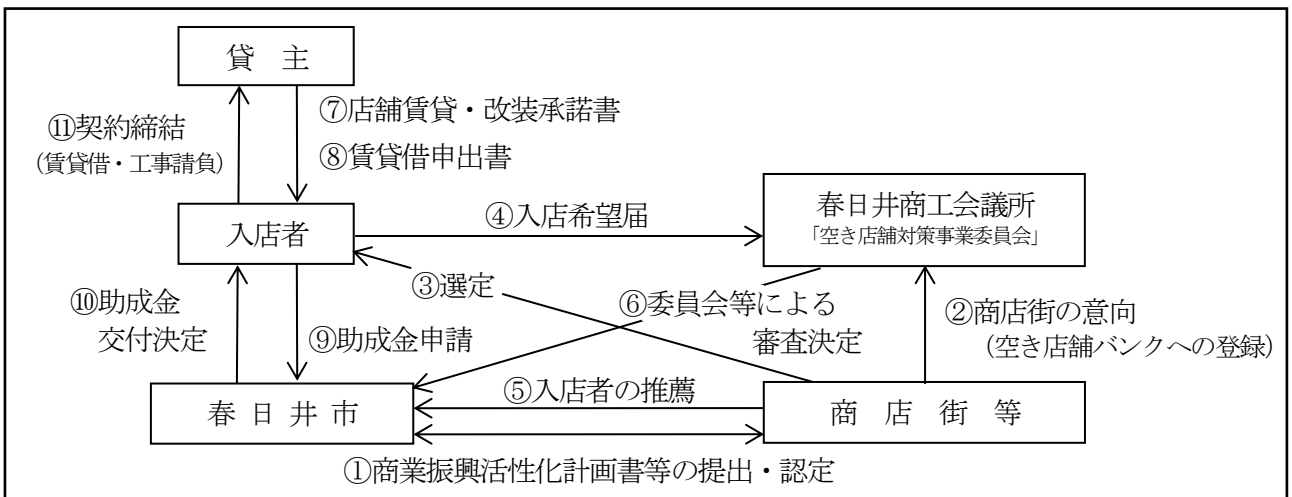 貸　主
⑦店舗賃貸・改装承諾書
⑪契約締結
(賃貸借・工事請負)
⑧賃貸借申出書
入店者
④入店希望届
春日井商工会議所
「空き店舗対策事業委員会」
③選定
⑩助成金
交付決定
⑥委員会等による
審査決定
②商店街の意向
(空き店舗バンクへの登録)
⑨助成金申請
⑤入店者の推薦
春 日 井 市
商　店　街　等
①商業振興活性化計画書等の提出・認定